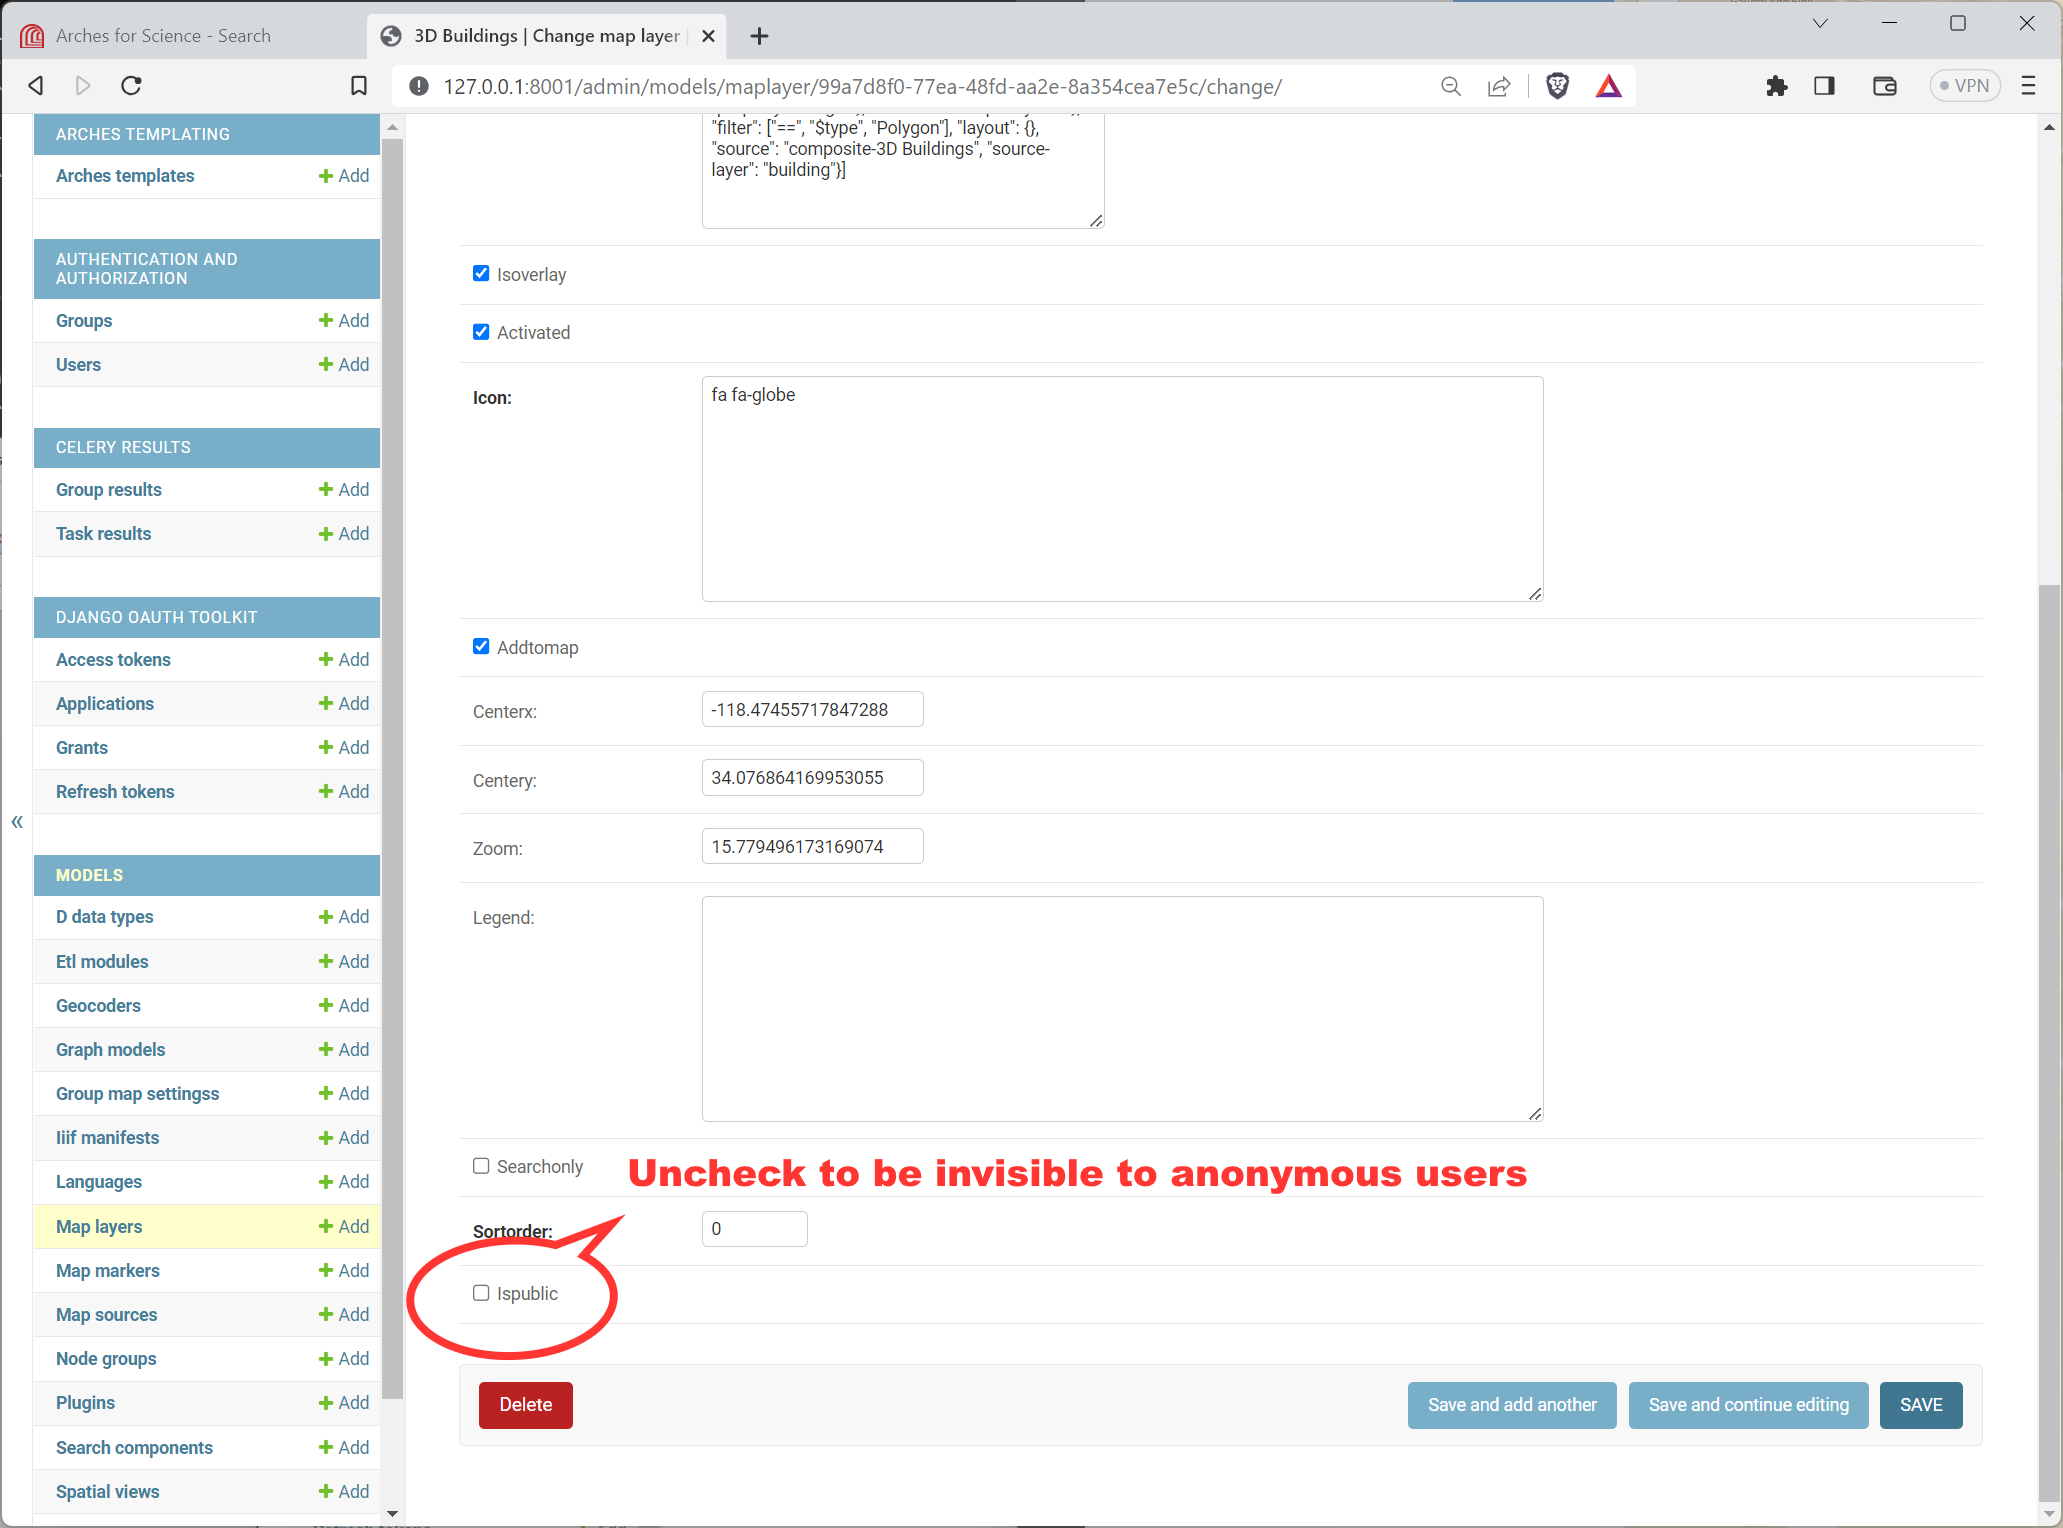 Arches for Science - Search
3D Buildings | Change map layer
127.0.0.1:8001/admin/models/maplayer/99a7d8f0-77ea-48fd-aa2e-8a354cea7e5c/change/
VPN
ARCHES TEMPLATING
Arches templates Add
AUTHENTICATION AND
AUTHORIZATION
Groups Add
Users Add
CELERY RESULTS
Group results Add
Task results Add
DJANGO OAUTH TOOLKIT
Access tokens Add
Applications Add
Grants Add
Refresh tokens Add
«
MODELS
D data types Add
Etl modules Add
Geocoders Add
Graph models Add
Group map settingss Add
Iiif manifests Add
Languages Add
Map layers Add
Map markers Add
Map sources Add
Node groups Add
Plugins Add
Search components Add
Spatial views Add
"filter": ["==", "$type", "Polygon"], "layout": {},
"source": "composite-3D Buildings", "source-
layer": "building"}]
Isoverlay
Activated
Icon:
fa fa-globe
Addtomap
Centerx:
-118.47455717847288
Centery:
34.076864169953055
Zoom:
15.779496173169074
Legend:
Searchonly
Uncheck to be invisible to anonymous users
Sortorder:
0
Ispublic
Delete
Save and add another
Save and continue editing
SAVE